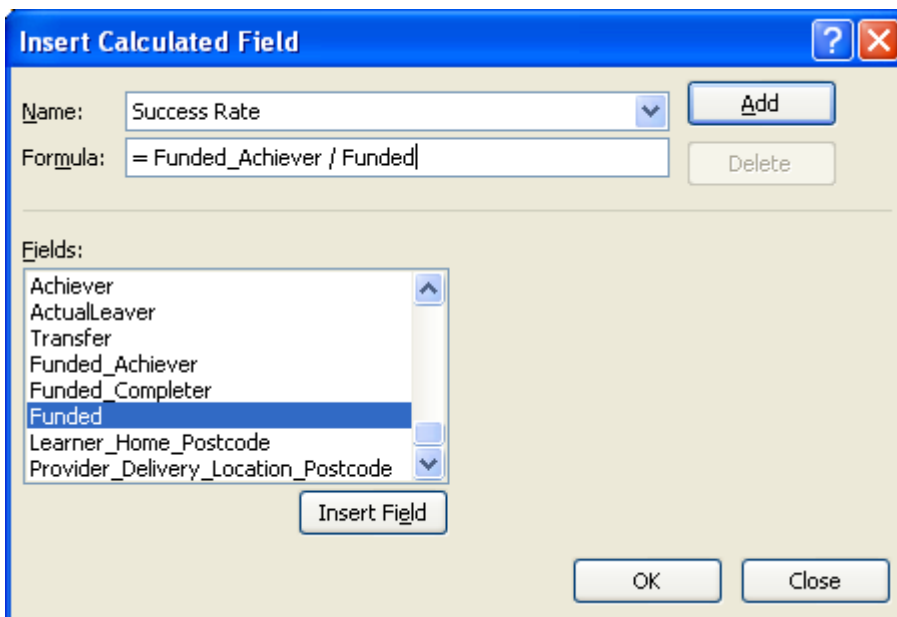 Insert Calculated Field
Name: Success Rate Add
Formula: = Funded_Achiever / Funded Delete
Fields:
Achiever
ActualLeaver
Transfer
Funded_Achiever
Funded_Completer
Funded
Learner_Home_Postcode
Provider_Delivery_Location_Postcode
Insert Field
OK Close